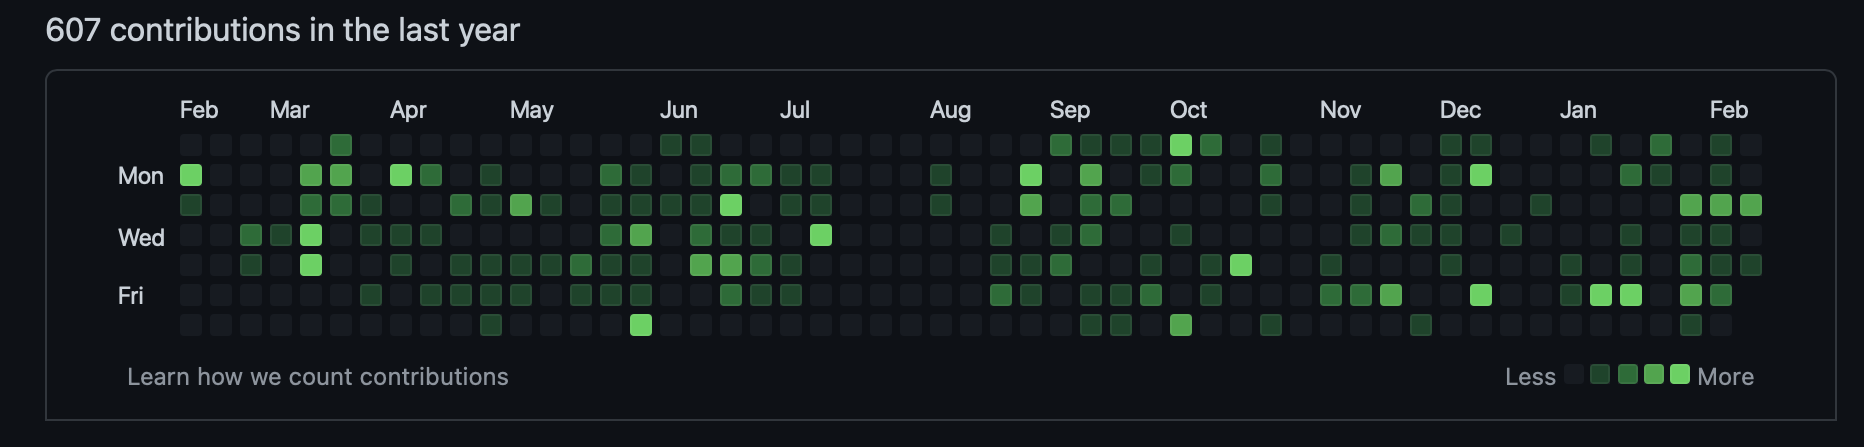 607 contributions in the last year
Feb Mar Apr May Jun Jul Aug Sep Oct Nov Dec Jan Feb
Mon
Wed
Fri
Learn how we count contributions
Less More